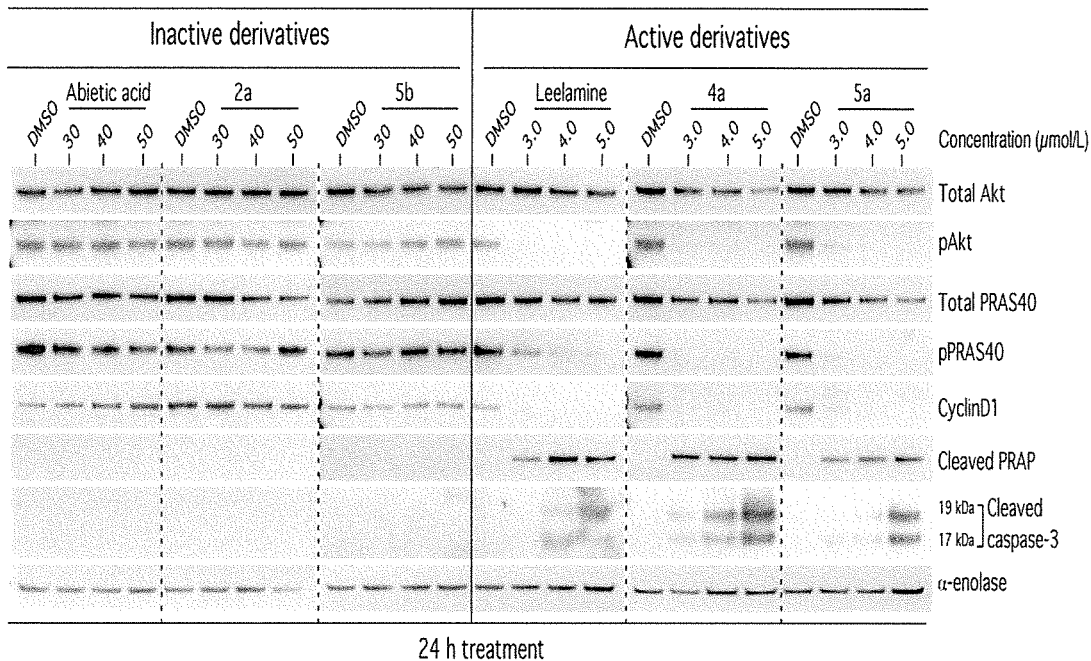 Inactive derivatives
Active derivatives
Abietic acid
2a
5b
Leelamine
4a
5a
DMSO 30 40 50 DMSO 30 40 50 DMSO 30 40 50 DMSO 3.0 4.0 5.0 DMSO 3.0 4.0 5.0 DMSO 3.0 4.0 5.0 Concentration (μmol/L)
Total Akt
pAkt
Total PRAS40
pPRAS40
CyclinD1
Cleaved PRAP
19 kDa Cleaved
17 kDa caspase-3
α-enolase
24 h treatment